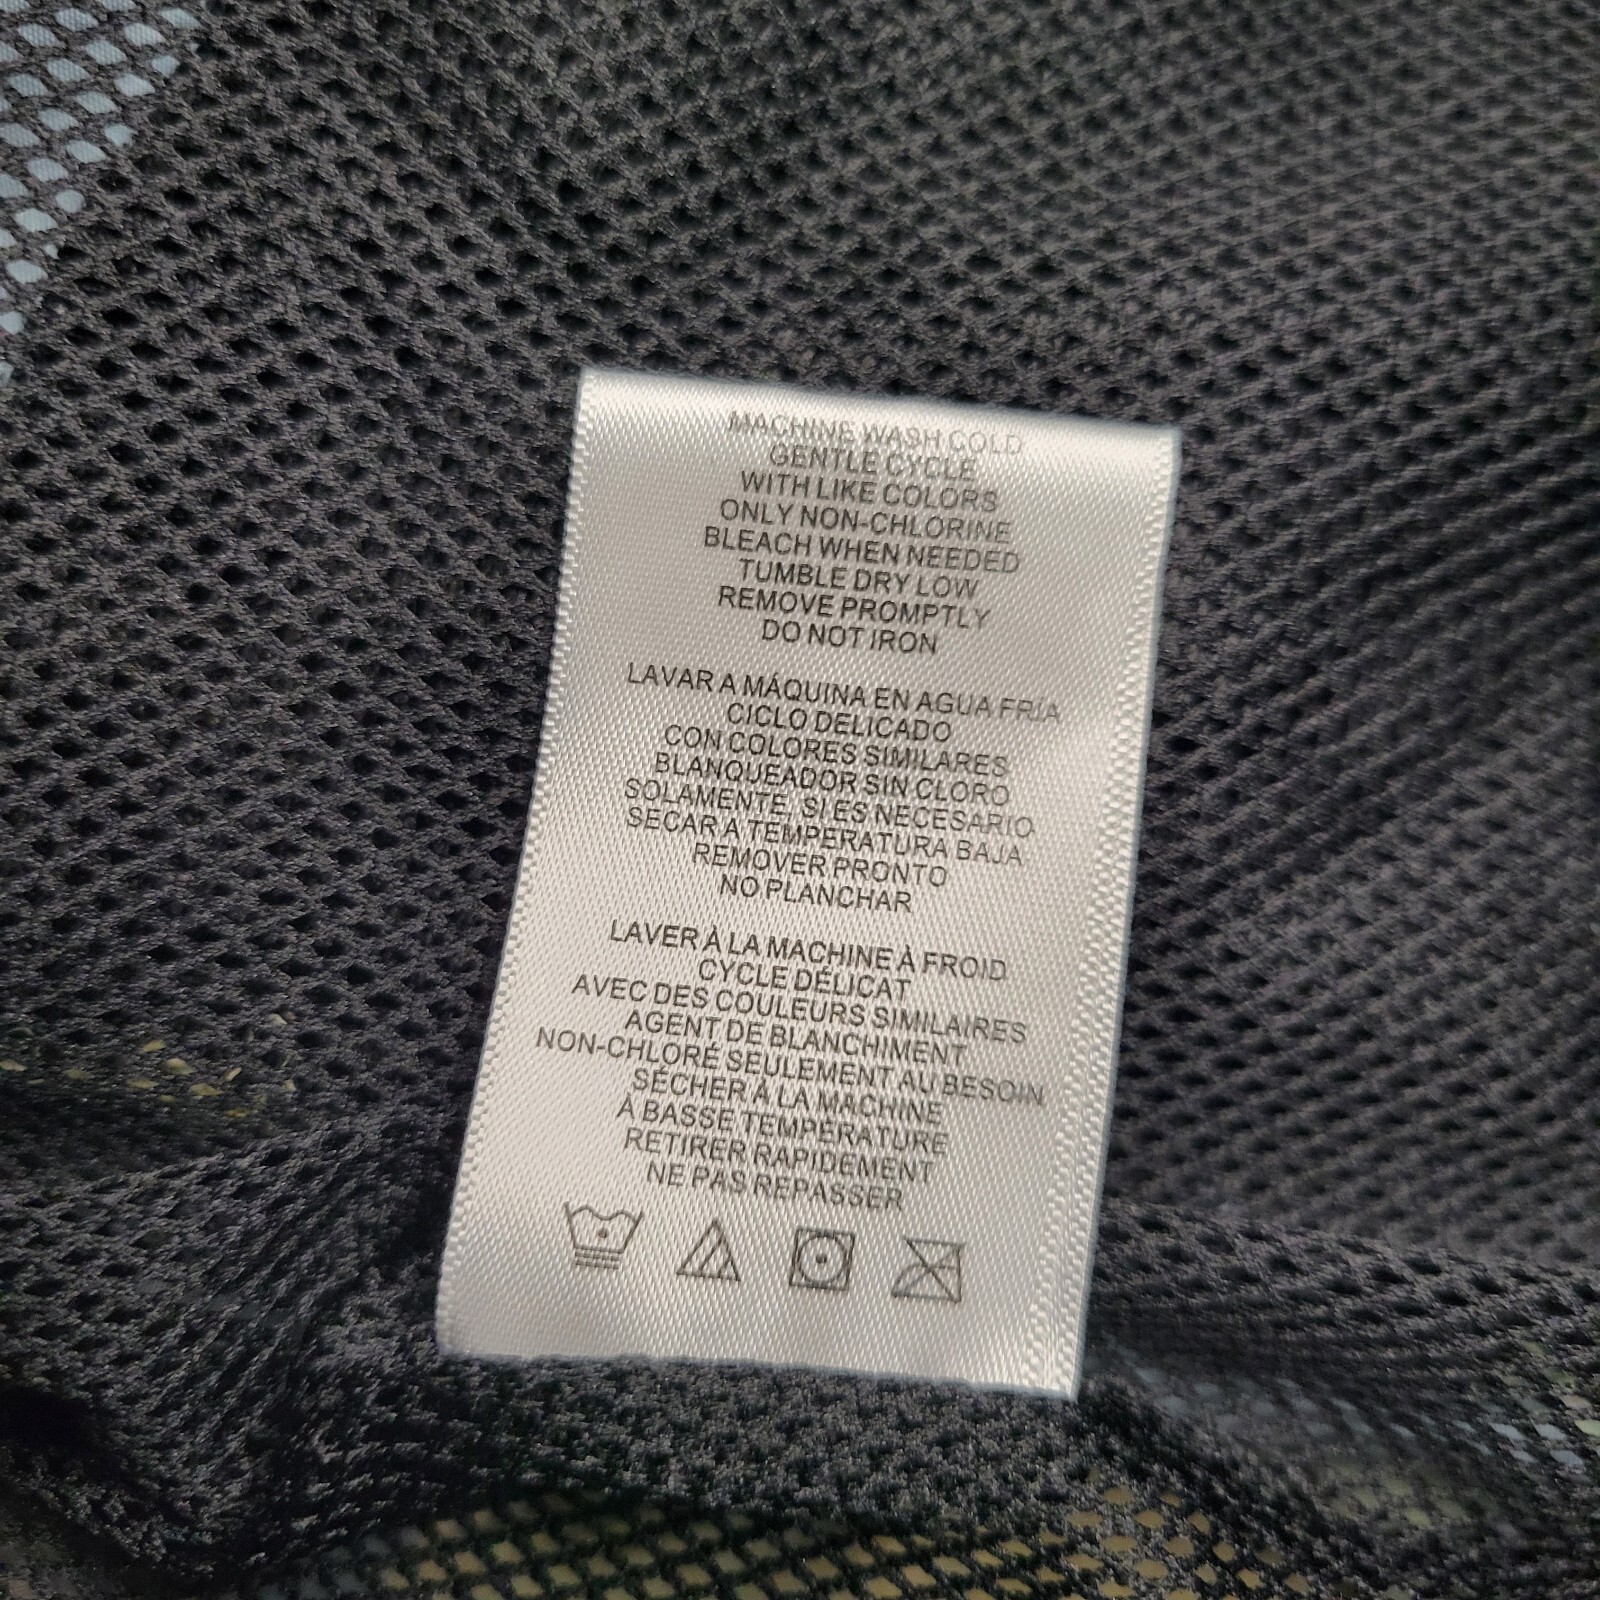 MACHINE WASH COLD
GENTLE CYCLE
WITH LIKE COLORS
ONLY NON-CHLORINE
BLEACH WHEN NEEDED
TUMBLE DRY LOW
REMOVE PROMPTLY
DO NOT IRON
LAVAR A MÁQUINA EN AGUA FRÍA
CICLO DELICADO
CON COLORES SIMILARES
BLANQUEADOR SIN CLORO
SOLAMENTE, SI ES NECESARIO
SECAR A TEMPERATURA BAJA
REMOVER PRONTO
NO PLANCHAR
LAVER À LA MACHINE À FROID
CYCLE DÉLICAT
AVEC DES COULEURS SIMILAIRES
AGENT DE BLANCHIMENT
NON-CHLORÉ SEULEMENT AU BESOIN
SÉCHER À LA MACHINE
À BASSE TEMPÉRATURE
RETIRER RAPIDEMENT
NE PAS REPASSER